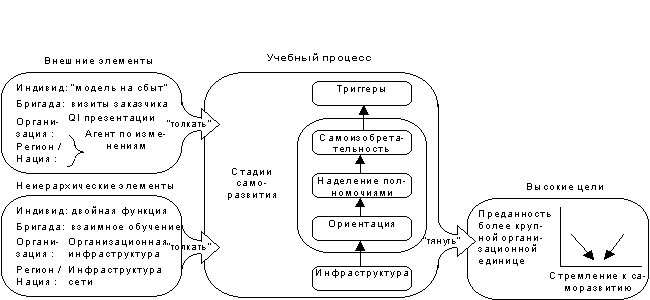 Внешние элементы
Индивид: "модель на сбыт"
Бригада: визиты заказчика
Органи-
зация :
QI презентации
Регион /
Нация :
Агент по изме-
нениям
"толкать"
Неиерархические элементы
Индивид: двойная функция
Бригада: взаимное обучение
Органи-
зация :
Организационная
инфраструктура
Регион /
Нация :
Инфраструктура
сети
"толкать"
Учебный процесс
Стадии
само-
развития
Триггеры
Самоизобрета-
тельность
Наделение пол-
номочиями
Ориентация
Инфраструктура
"тянуть"
Высокие цели
Преданность
более круп-
ной органи-
зационной
единице
Стремление к са-
моразвитию